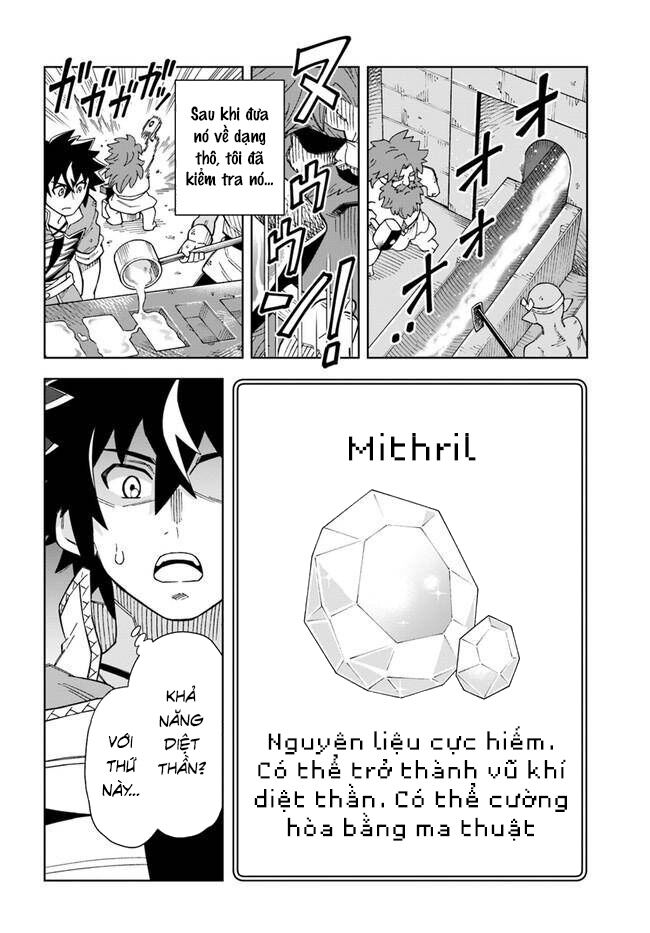 オオオオ‥
ヌウウウン!
ガガガガッ
Sau khi đưa
nó về dạng
thô, tôi đã
kiểm tra nó...
Mithril
Nguyên liệu cực hiếm.
Có thể trở thành vũ khí
diệt thần. Có thể cường
hòa bằng ma thuật
KHẢ
NĂNG
DIỆT
THẦN?
VỚI
THỨ
NÀY...